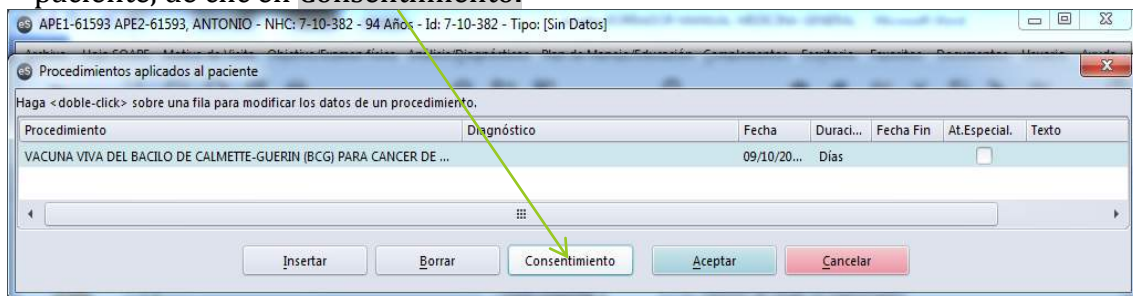 paciente, de clic en Consentimiento.
APE1-61593 APE2-61593, ANTONIO - NHC: 7-10-382 - 94 Años - Id: 7-10-382 - Tipo: [Sin Datos]
Procedimientos aplicados al paciente
Haga <doble-click> sobre una fila para modificar los datos de un procedimiento.
Procedimiento Diagnóstico Fecha Duraci... Fecha Fin At.Especial. Texto
VACUNA VIVA DEL BACILO DE CALMETTE-GUERIN (BCG) PARA CANCER DE ... 09/10/20... Días
Insertar Borrar Consentimiento Aceptar Cancelar